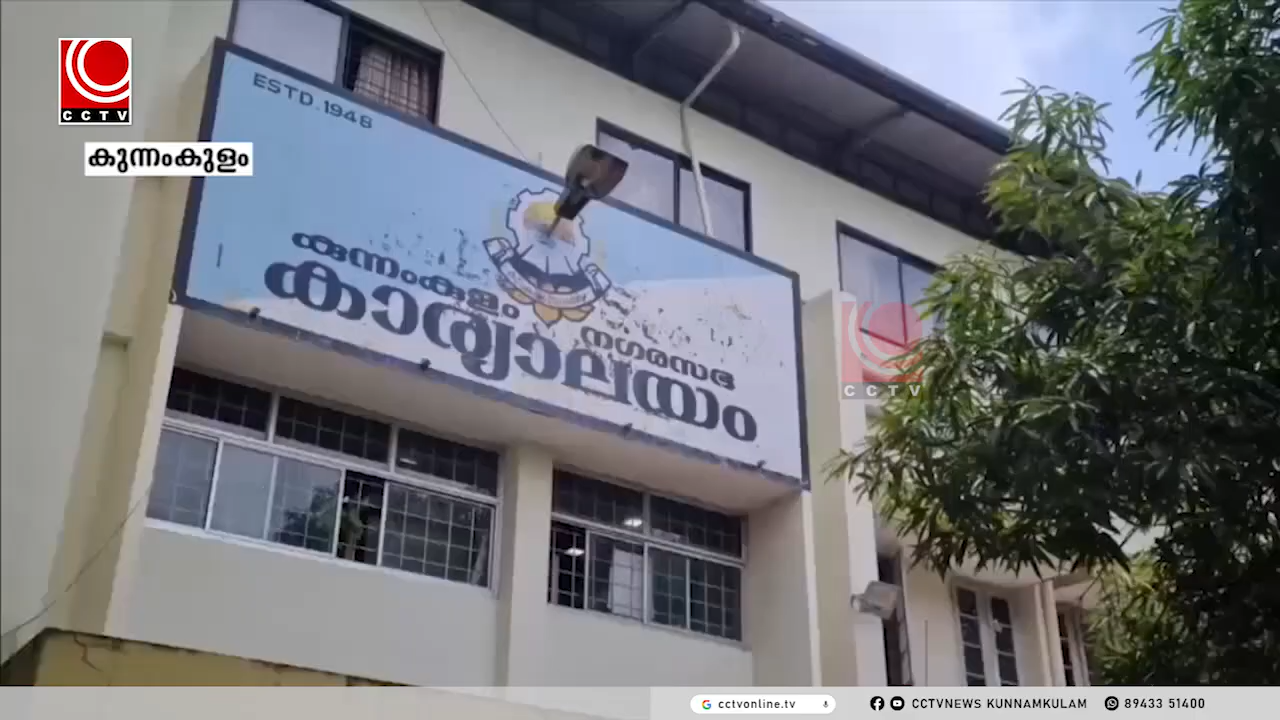 CCTV
കുന്നംകുളം
ESTD.1948
കുന്നംകുളം നഗരസഭ
കാര്യാലയം
CCTV
cctvonline.tv
CCTVNEWS KUNNAMKULAM
89433 51400